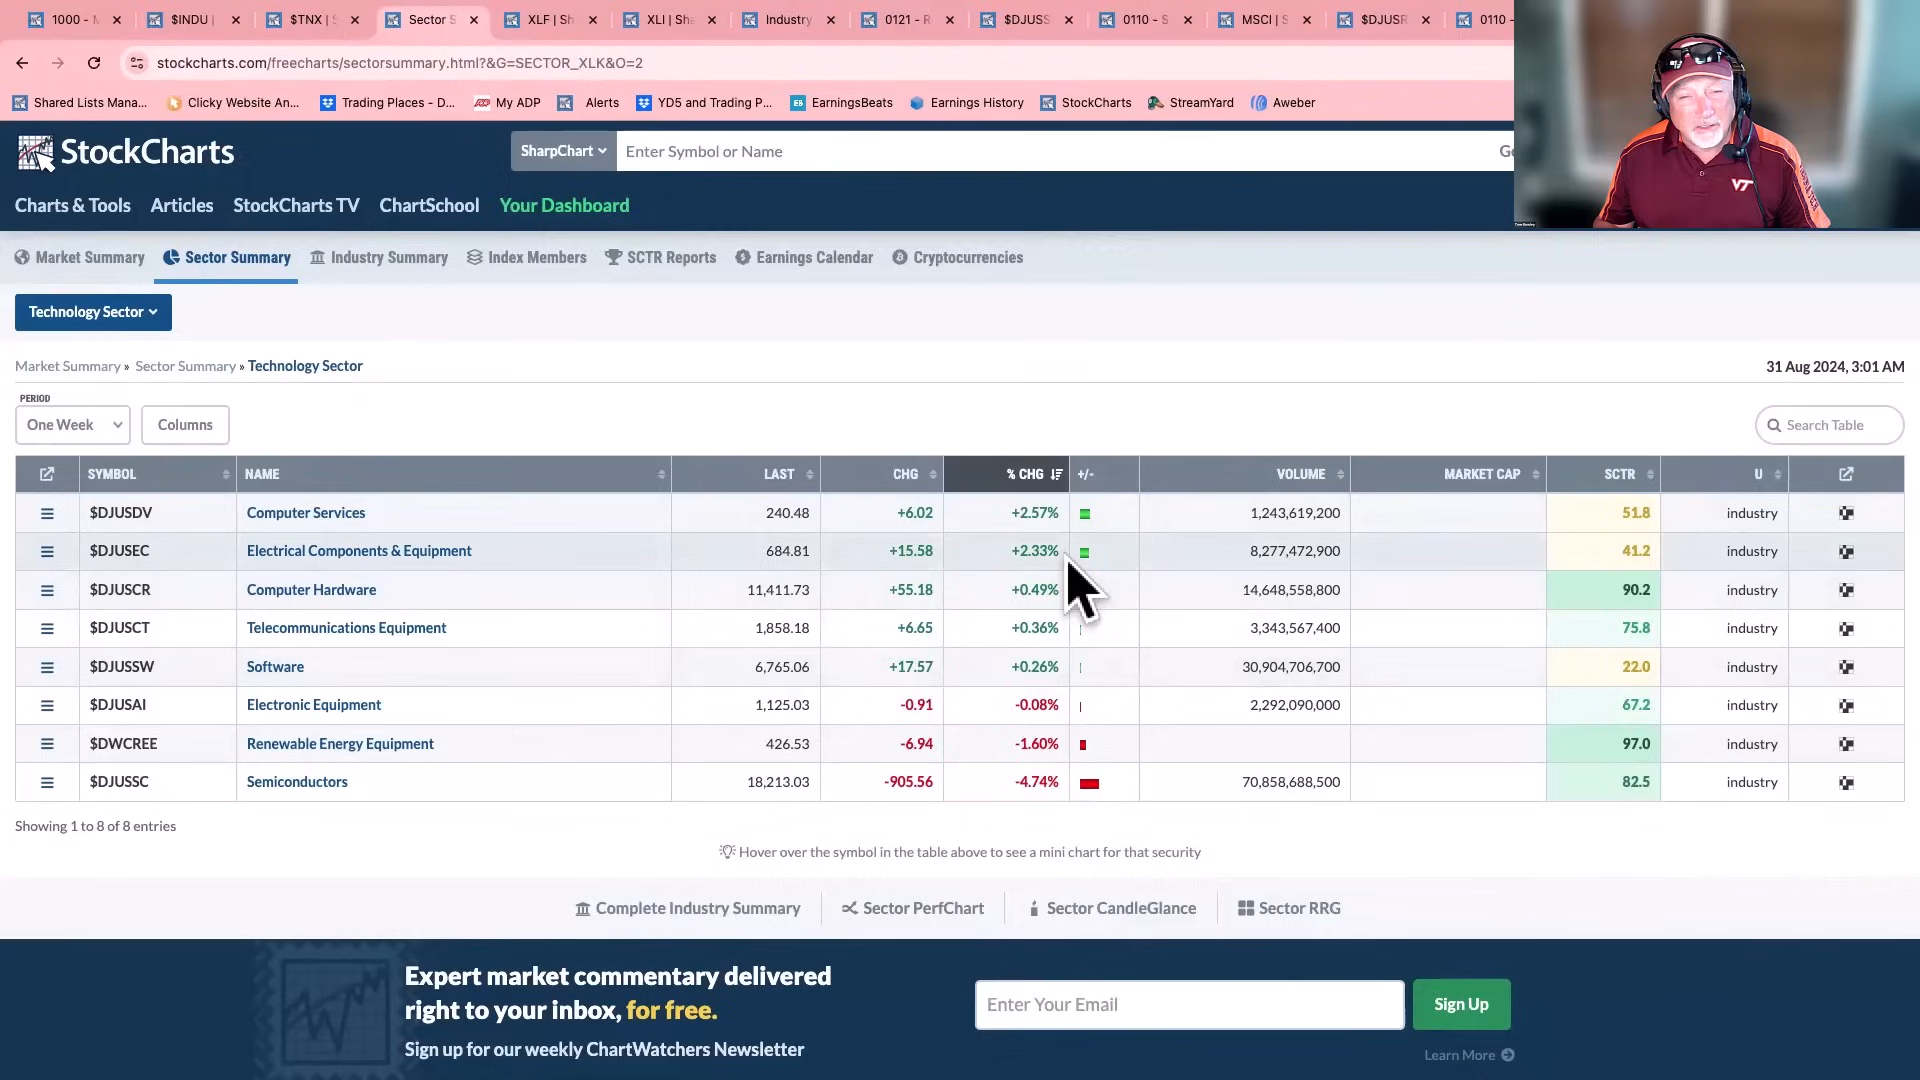 1000 -
$INDU |
$TNX | S
Sector S
XLF | Sh
XLI | Sha
Industry
0121 - R
$DJUSS
0110 - S
MSCI | S
$DJUSR
0110 -
stockcharts.com/freecharts/sectorsummary.html?&G=SECTOR_XLK&O=2
Shared Lists Mana...
Clicky Website An...
Trading Places - D...
My ADP
Alerts
YD5 and Trading P...
EarningsBeats
Earnings History
StockCharts
StreamYard
Aweber
StockCharts
SharpChart
Enter Symbol or Name
VT
Charts & Tools
Articles
StockCharts TV
ChartSchool
Your Dashboard
Market Summary
Sector Summary
Industry Summary
Index Members
SCTR Reports
Earnings Calendar
Cryptocurrencies
Technology Sector
Market Summary » Sector Summary » Technology Sector
31 Aug 2024, 3:01 AM
PERIOD
One Week
Columns
Search Table
SYMBOL NAME LAST CHG % CHG +/- VOLUME MARKET CAP SCTR U
$DJUSDV Computer Services 240.48 +6.02 +2.57% 1,243,619,200 51.8 industry
$DJUSEC Electrical Components & Equipment 684.81 +15.58 +2.33% 8,277,472,900 41.2 industry
$DJUSCR Computer Hardware 11,411.73 +55.18 +0.49% 14,648,558,800 90.2 industry
$DJUSCT Telecommunications Equipment 1,858.18 +6.65 +0.36% 3,343,567,400 75.8 industry
$DJUSSW Software 6,765.06 +17.57 +0.26% 30,904,706,700 22.0 industry
$DJUSAI Electronic Equipment 1,125.03 -0.91 -0.08% 2,292,090,000 67.2 industry
$DWCREE Renewable Energy Equipment 426.53 -6.94 -1.60% 97.0 industry
$DJUSSC Semiconductors 18,213.03 -905.56 -4.74% 70,858,688,500 82.5 industry
Showing 1 to 8 of 8 entries
Hover over the symbol in the table above to see a mini chart for that security
Complete Industry Summary
Sector PerfChart
Sector CandleGlance
Sector RRG
Expert market commentary delivered
right to your inbox, for free.
Sign up for our weekly ChartWatchers Newsletter
Enter Your Email
Sign Up
Learn More